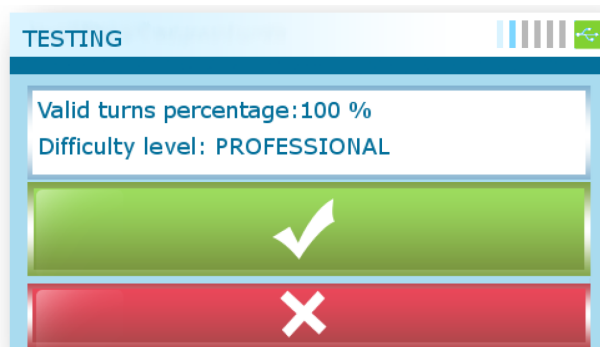 TESTING
Valid turns percentage:100 %
Difficulty level: PROFESSIONAL